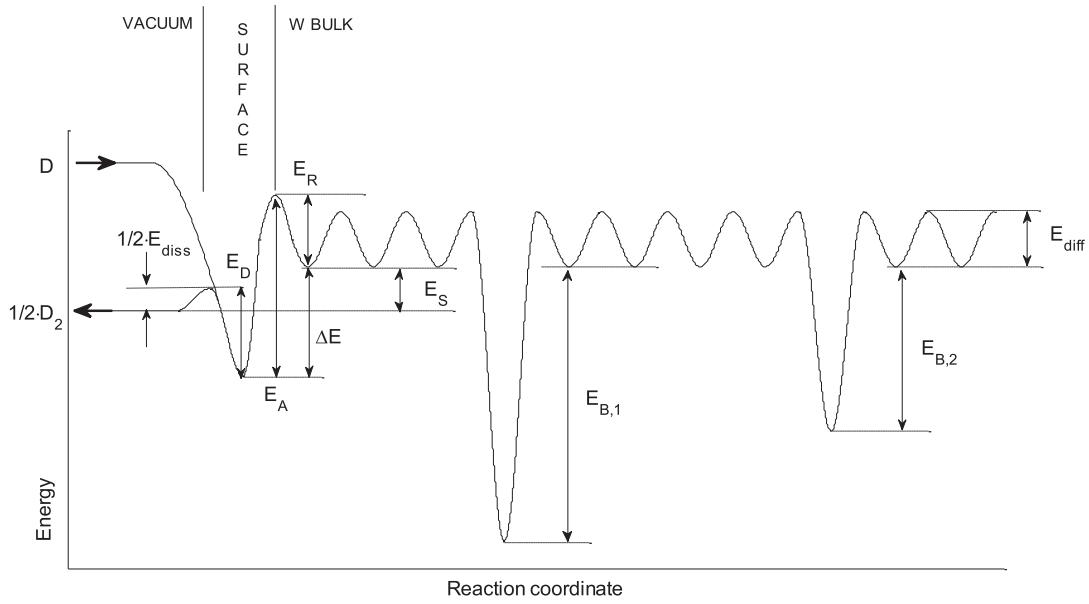 VACUUM
SURFACE
W BULK
D
E_R
1/2·E_diss
E_D
E_diff
E_S
1/2·D_2
ΔE
E_B,2
E_A
E_B,1
Energy
Reaction coordinate